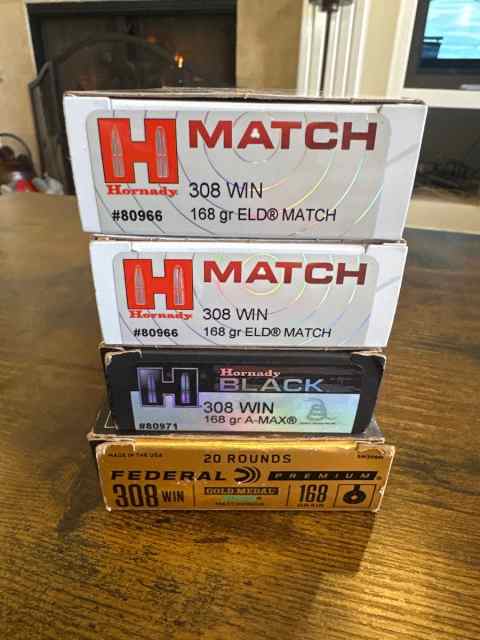 H MATCH
Hornady
308 WIN
#80966
168 gr ELD® MATCH
H MATCH
Hornady
308 WIN
#80966
168 gr ELD® MATCH
Hornady
H BLACK
308 WIN
#80971
168 gr A-MAX®
MADE IN THE USA
20 ROUNDS
FEDERAL PREMIUM
308 WIN
GOLD MEDAL
168
GRAIN